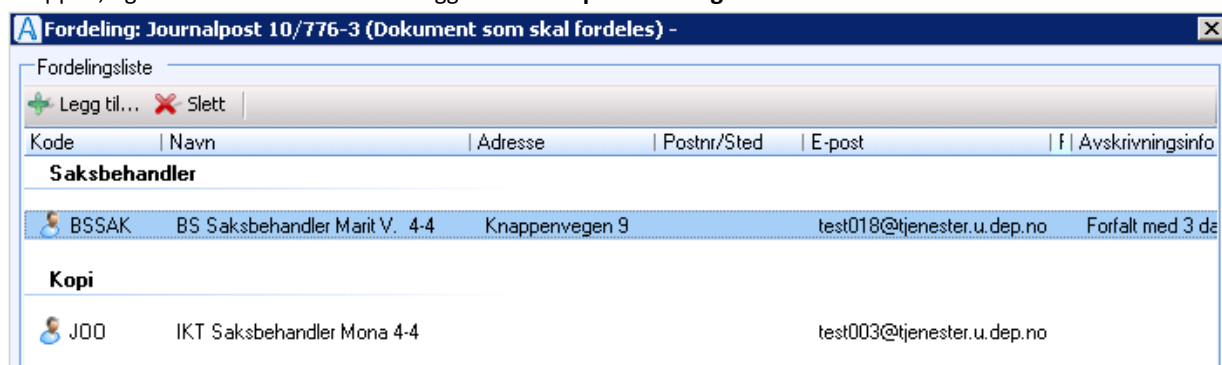 Fordeling: Journalpost 10/776-3 (Dokument som skal fordeles) -
Fordelingsliste
Legg til... Slett
Kode Navn Adresse Postnr/Sted E-post F Avskrivningsinfo
Saksbehandler
BSSAK BS Saksbehandler Marit V. 4-4 Knappenvegen 9 test018@tjenester.u.dep.no Forfalt med 3 da
Kopi
JOO IKT Saksbehandler Mona 4-4 test003@tjenester.u.dep.no